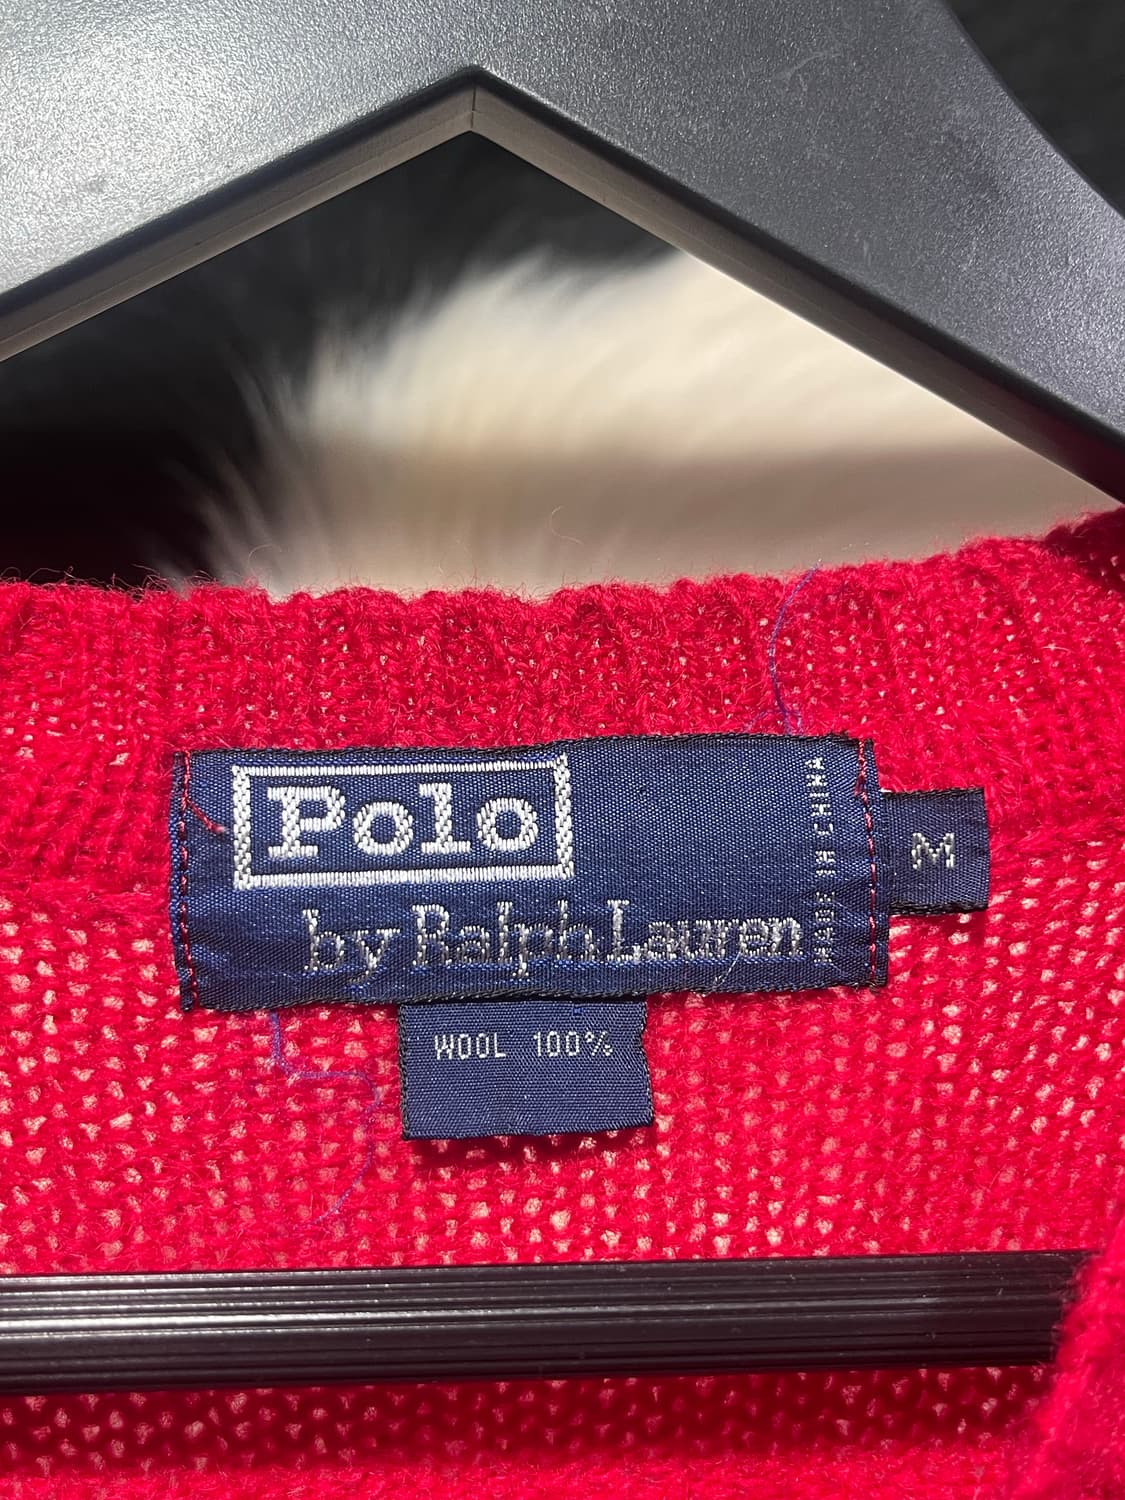 Polo
by Ralph Lauren
MADE IN CHINA
M
WOOL 100%